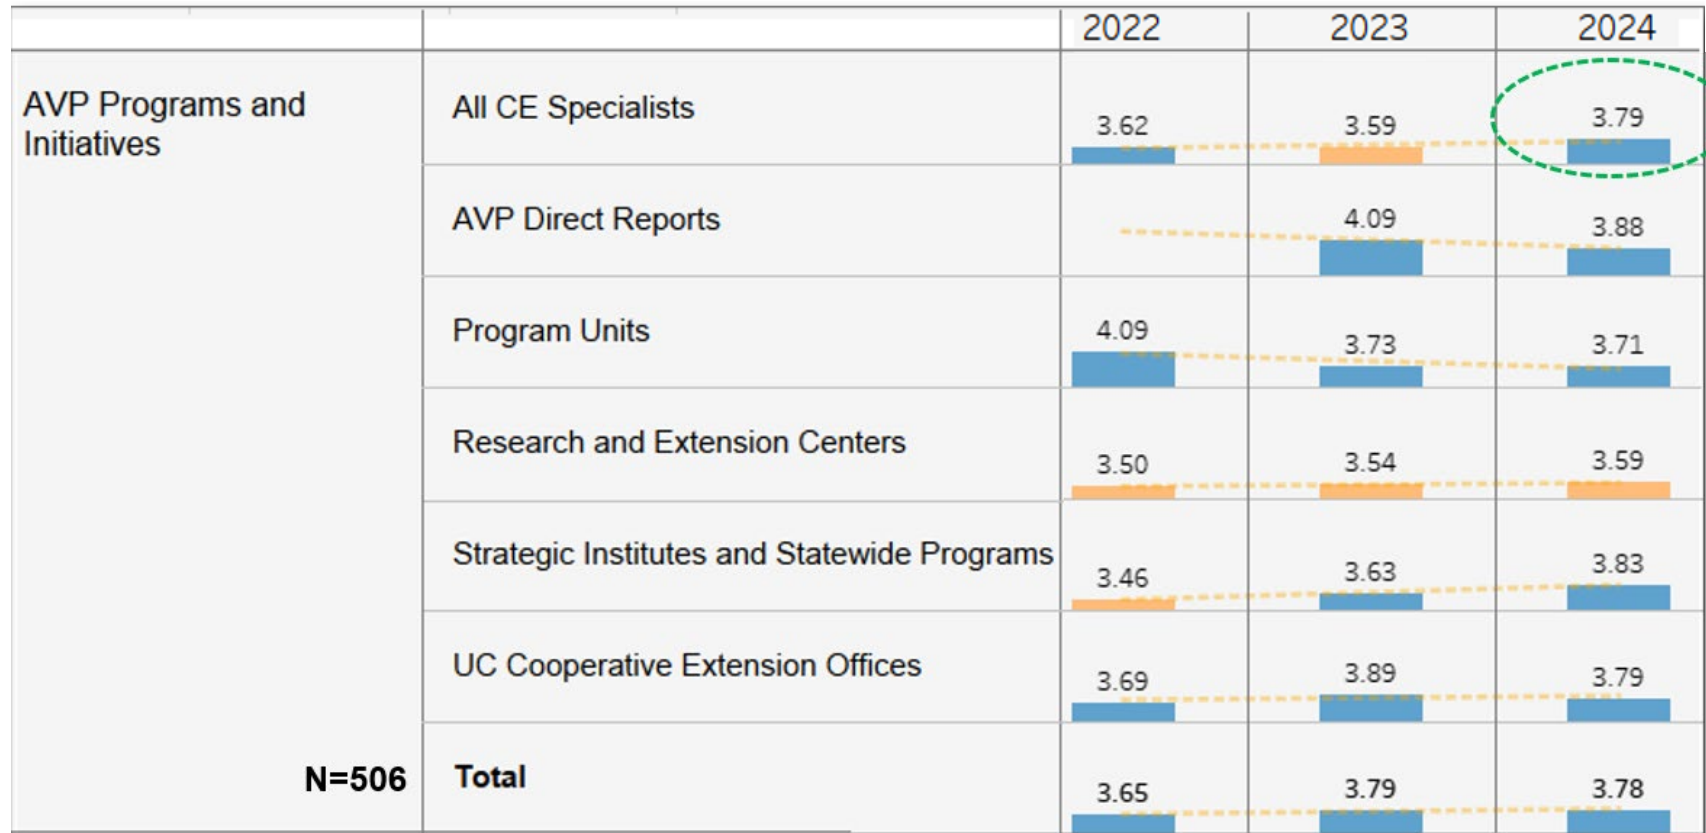 2022 2023 2024
AVP Programs and
Initiatives
All CE Specialists
3.62 3.59 3.79
AVP Direct Reports
4.09 3.88
Program Units
4.09 3.73 3.71
Research and Extension Centers
3.50 3.54 3.59
Strategic Institutes and Statewide Programs
3.46 3.63 3.83
UC Cooperative Extension Offices
3.69 3.89 3.79
N=506 Total
3.65 3.79 3.78